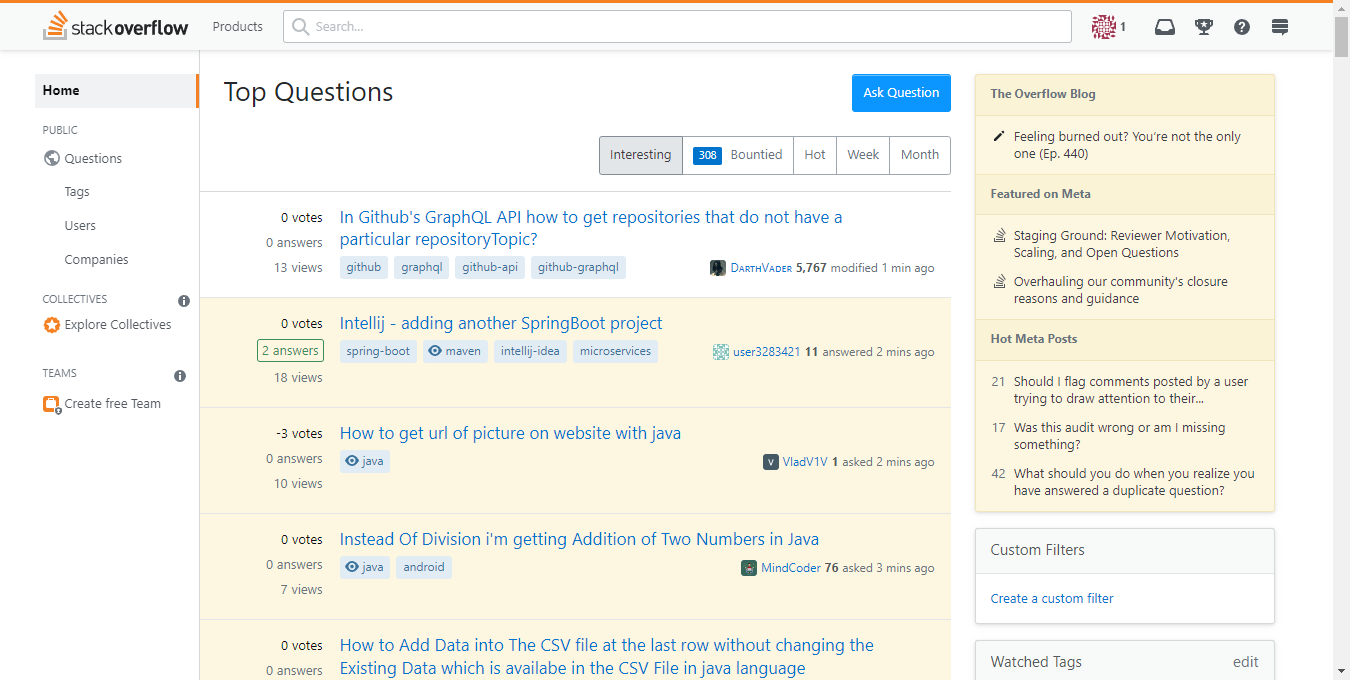 stackoverflow Products Search... 1
Home
PUBLIC
Questions
Tags
Users
Companies
COLLECTIVES
Explore Collectives
TEAMS
Create free Team
Top Questions
Ask Question
Interesting 308 Bountied Hot Week Month
0 votes
0 answers
13 views
In Github's GraphQL API how to get repositories that do not have a
particular repositoryTopic?
github graphql github-api github-graphql
DarthVader 5,767 modified 1 min ago
0 votes
2 answers
18 views
Intellij - adding another SpringBoot project
spring-boot maven intellij-idea microservices
user3283421 11 answered 2 mins ago
-3 votes
0 answers
10 views
How to get url of picture on website with java
java
V VladV1V 1 asked 2 mins ago
0 votes
0 answers
7 views
Instead Of Division i'm getting Addition of Two Numbers in Java
java android
MindCoder 76 asked 3 mins ago
0 votes
0 answers
How to Add Data into The CSV file at the last row without changing the
Existing Data which is availabe in the CSV File in java language
The Overflow Blog
Feeling burned out? You're not the only
one (Ep. 440)
Featured on Meta
Staging Ground: Reviewer Motivation,
Scaling, and Open Questions
Overhauling our community's closure
reasons and guidance
Hot Meta Posts
21 Should I flag comments posted by a user
trying to draw attention to their...
17 Was this audit wrong or am I missing
something?
42 What should you do when you realize you
have answered a duplicate question?
Custom Filters
Create a custom filter
Watched Tags edit